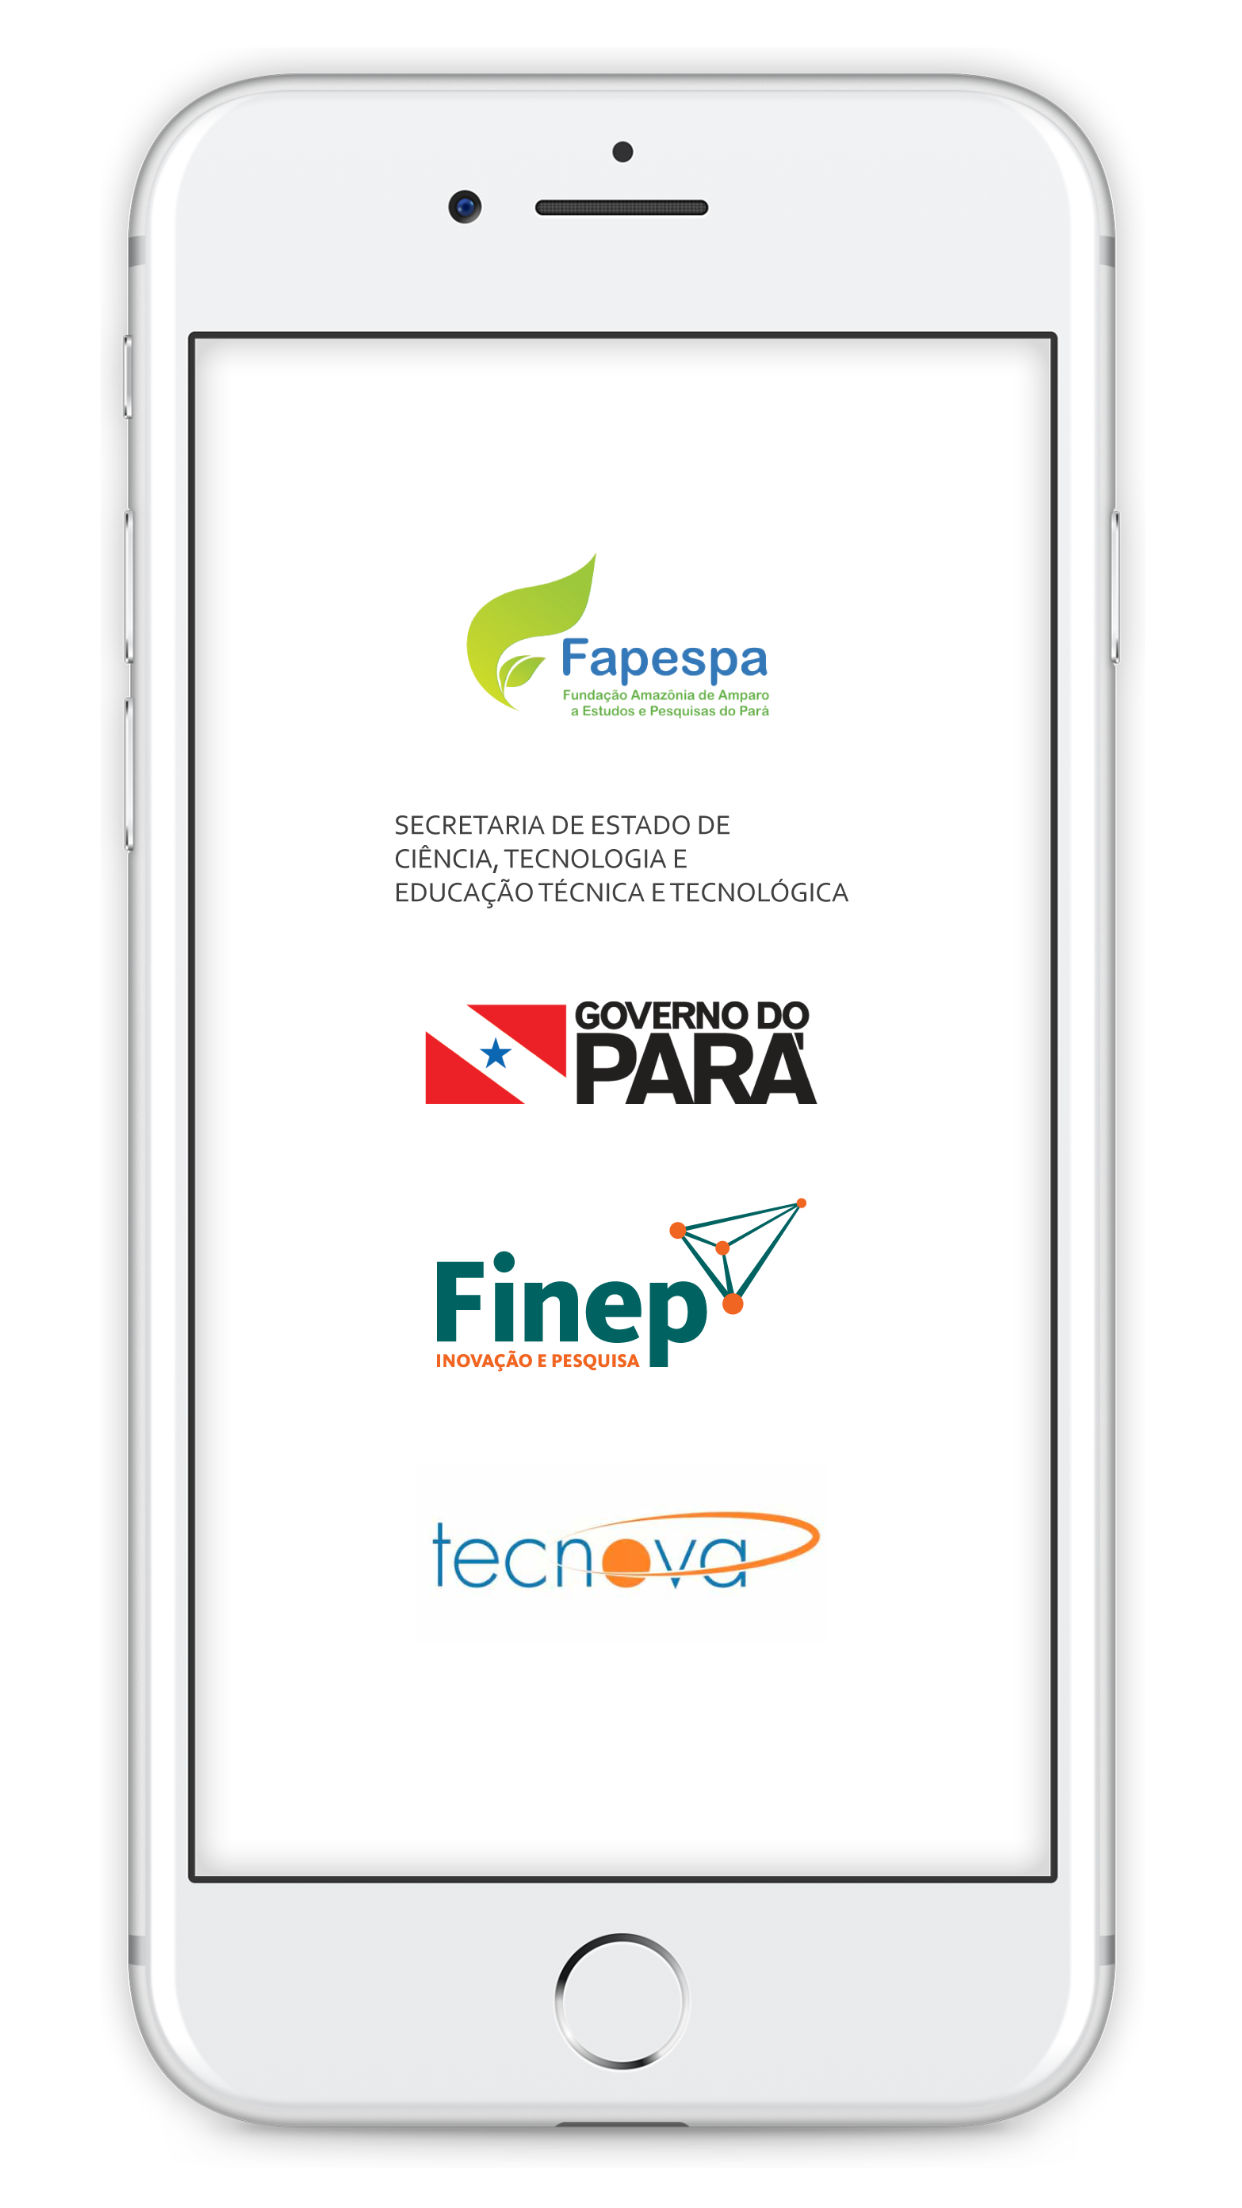 Fapespa
Fundação Amazônia de Amparo
a Estudos e Pesquisas do Pará
SECRETARIA DE ESTADO DE
CIÊNCIA, TECNOLOGIA E
EDUCAÇÃO TÉCNICA E TECNOLÓGICA
GOVERNO DO
PARÁ
Finep
INOVAÇÃO E PESQUISA
tecnova